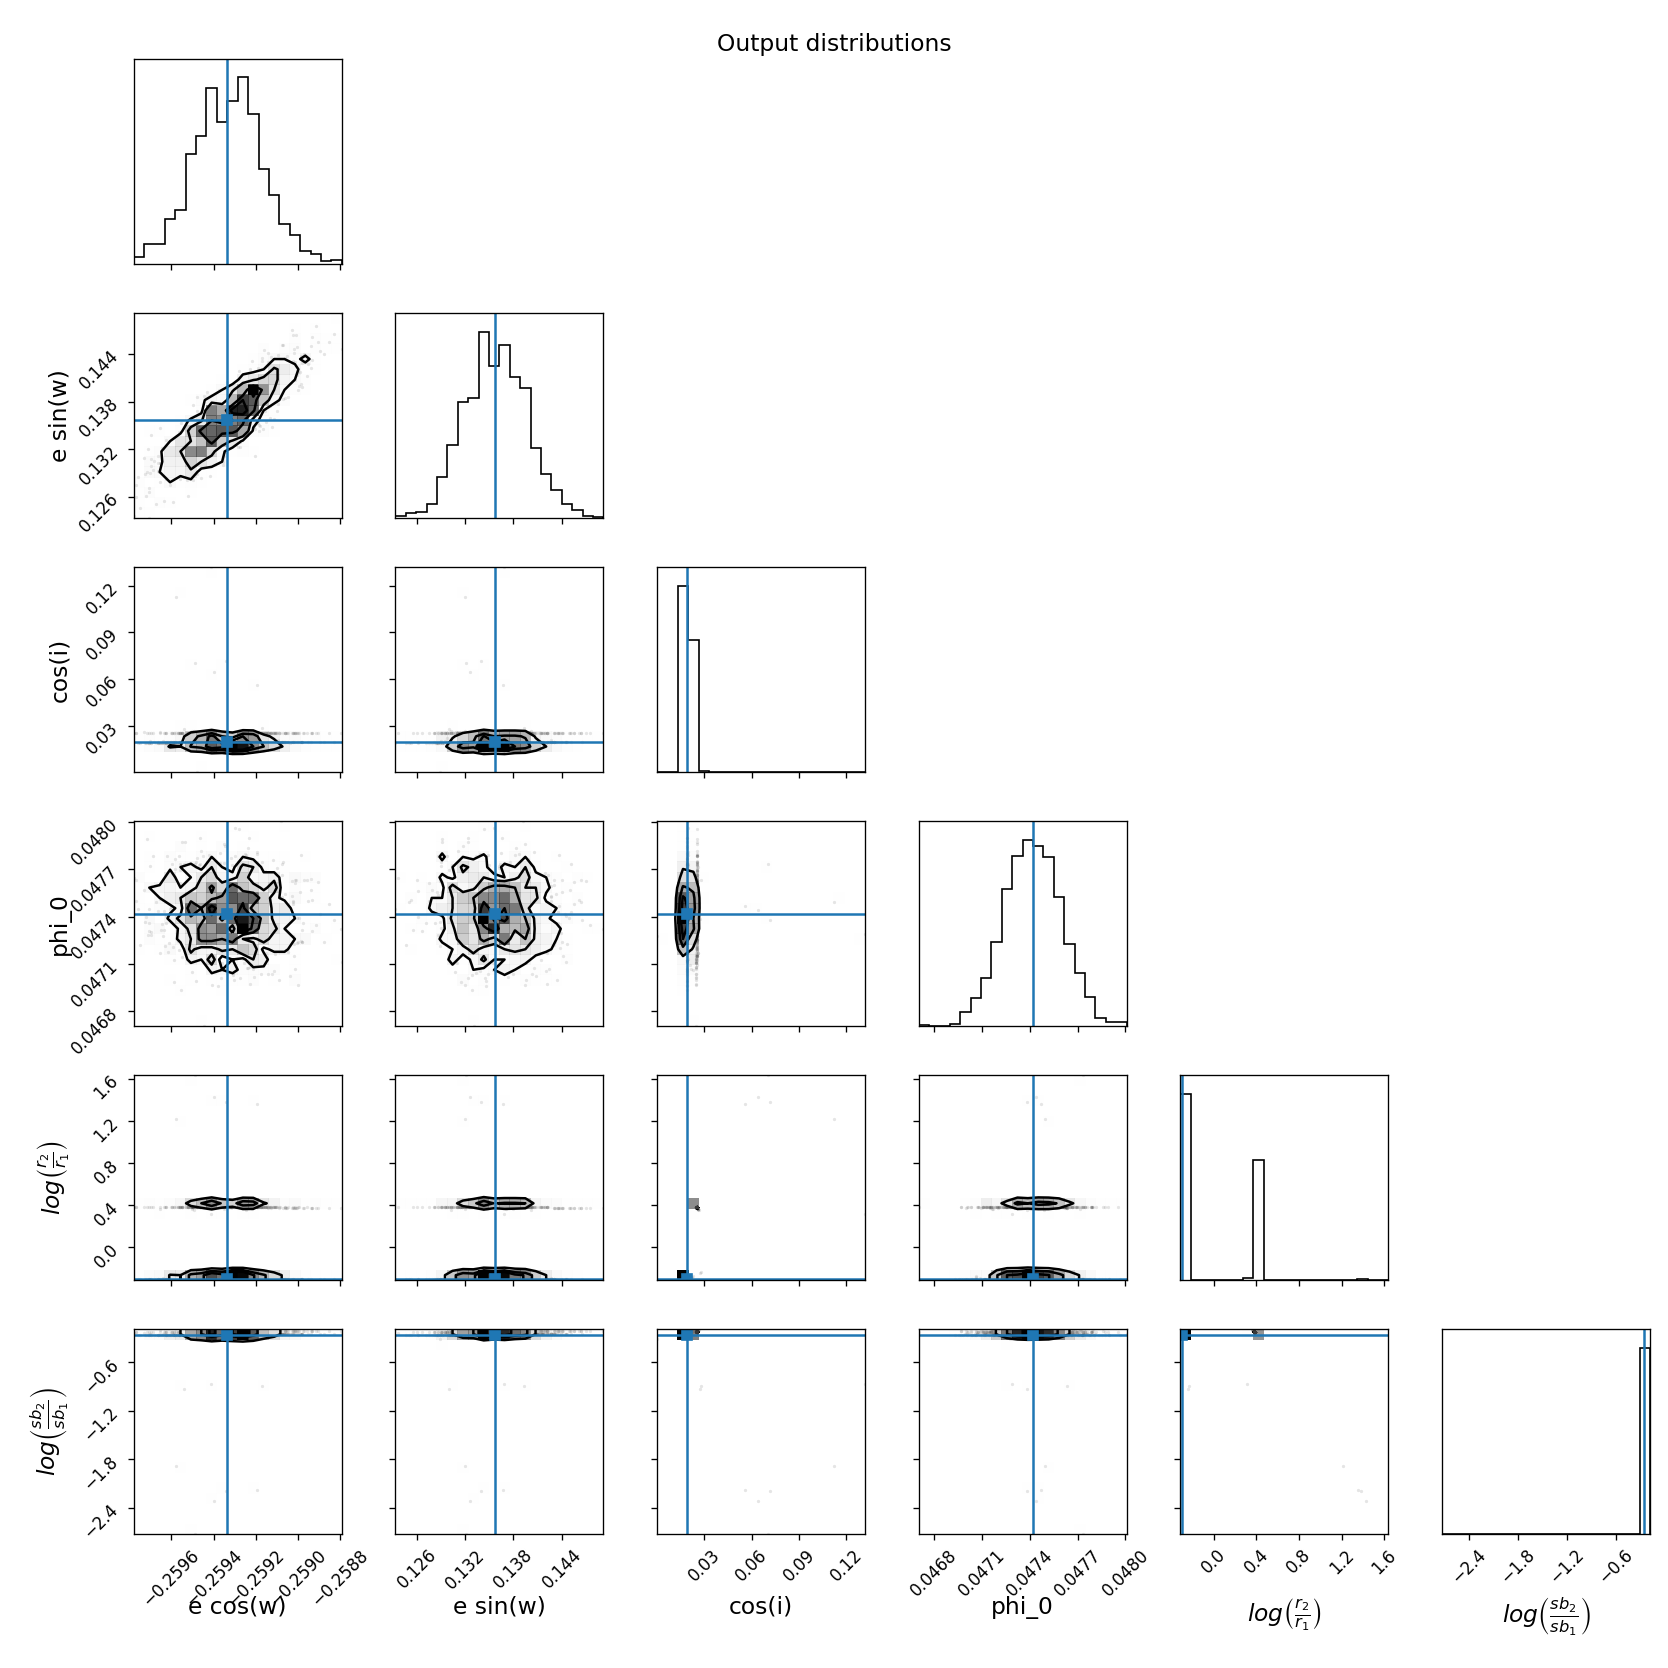 Output distributions
e sin(w)
0.144
0.138
0.132
0.126
cos(i)
0.12
0.09
0.06
0.03
phi_0
0.0480
0.0477
0.0474
0.0471
0.0468
log(r2/r1)
1.6
1.2
0.8
0.4
0.0
log(sb2/sb1)
−0.6
−1.2
−1.8
−2.4
−0.2596 −0.2594 −0.2592 −0.2590 −0.2588
0.126 0.132 0.138 0.144
0.03 0.06 0.09 0.12
0.0468 0.0471 0.0474 0.0477 0.0480
0.0 0.4 0.8 1.2 1.6
−2.4 −1.8 −1.2 −0.6
e cos(w) e sin(w) cos(i) phi_0 log(r2/r1) log(sb2/sb1)